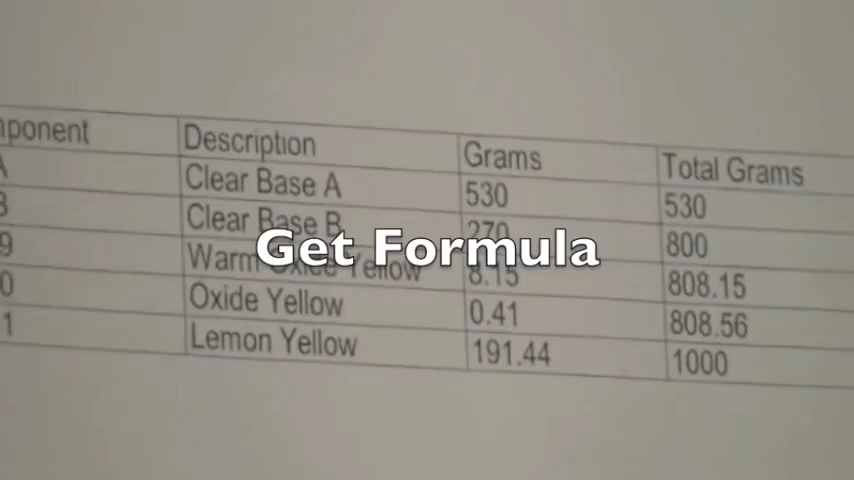 mponent Description Grams Total Grams
A Clear Base A 530 530
B Clear Base B 270 800
9 Warm Oxide Yellow 8.15 808.15
0 Oxide Yellow 0.41 808.56
1 Lemon Yellow 191.44 1000
Get Formula